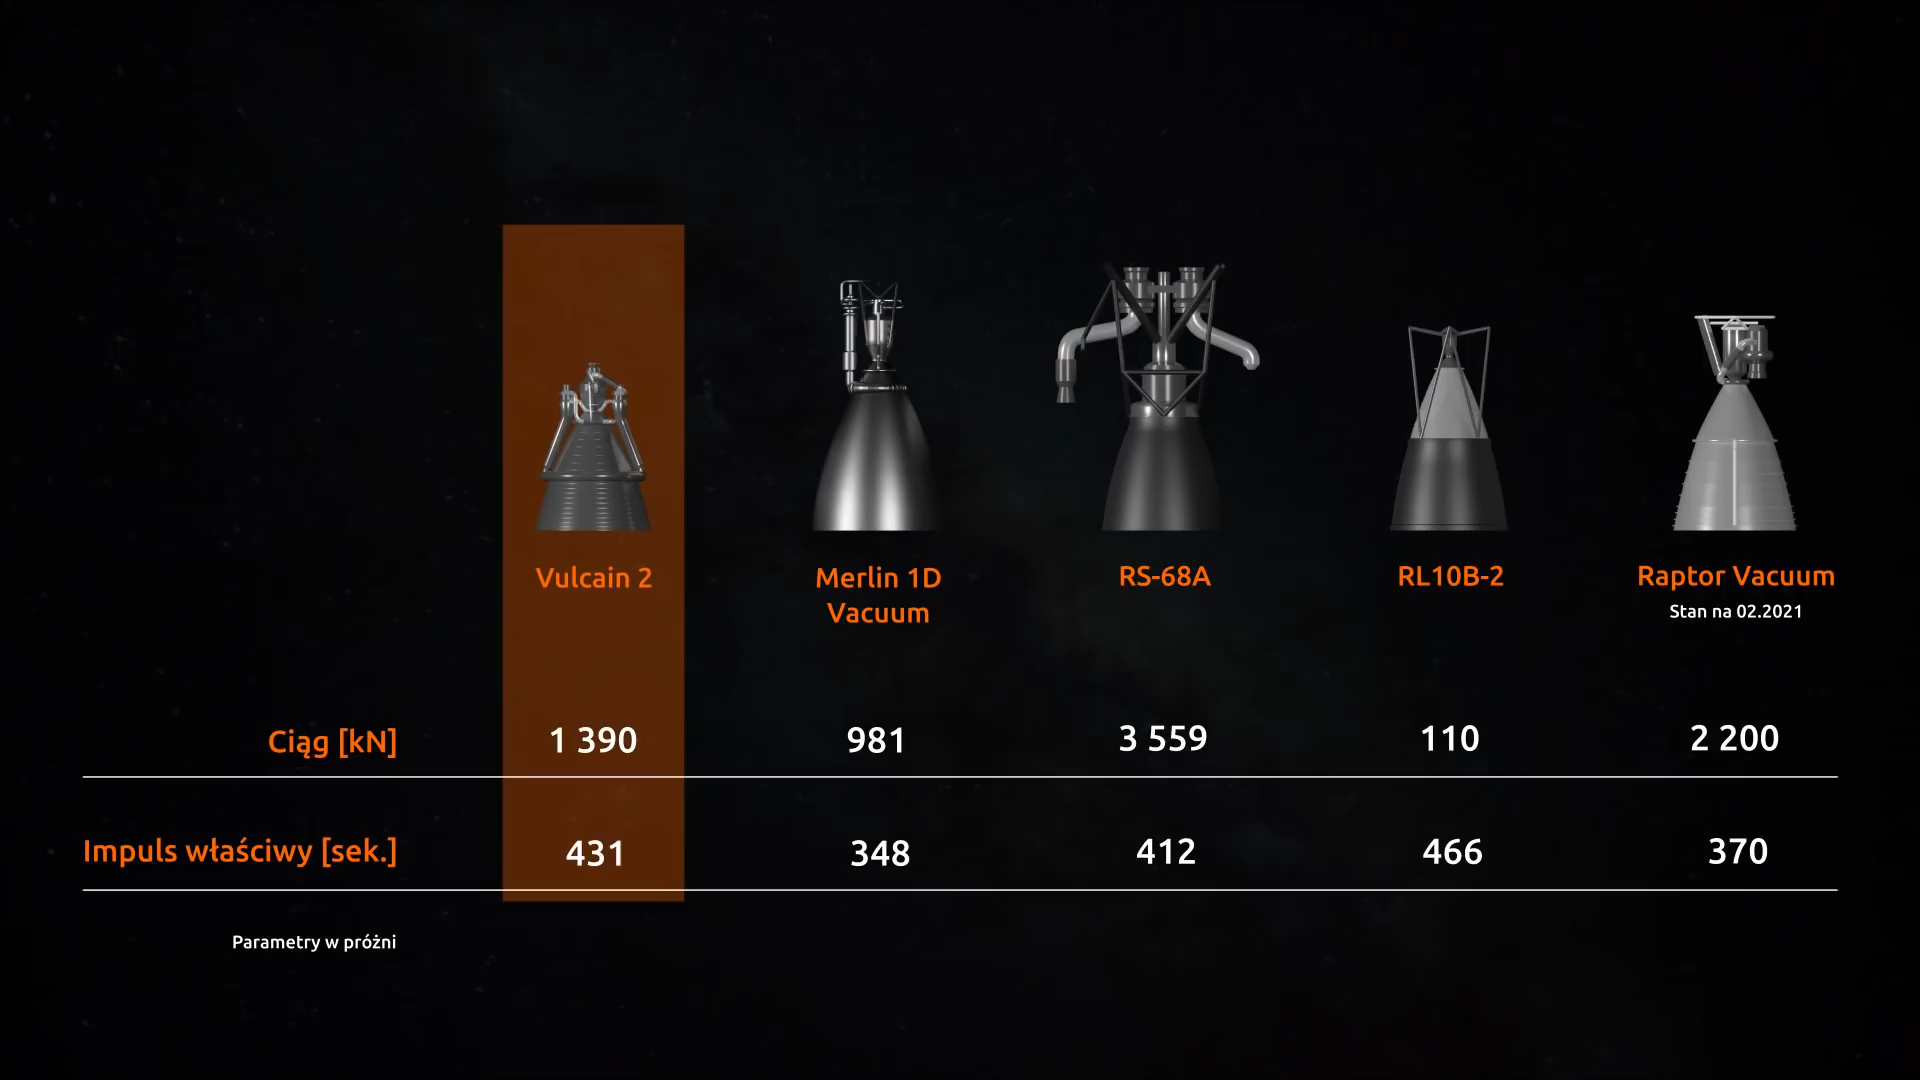 Vulcain 2
Merlin 1D
Vacuum
RS-68A
RL10B-2
Raptor Vacuum
Stan na 02.2021
Ciąg [kN] 1 390 981 3 559 110 2 200
Impuls właściwy [sek.] 431 348 412 466 370
Parametry w próżni